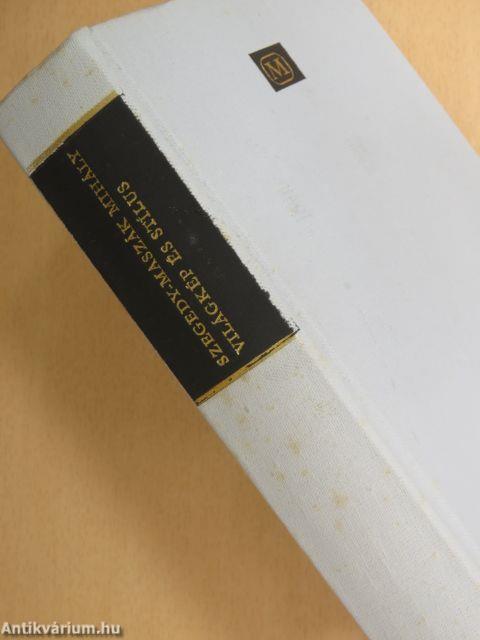 M
SZEGEDY-MASZÁK MIHÁLY
VILÁGKÉP ÉS STÍLUS
Antikvárium.hu